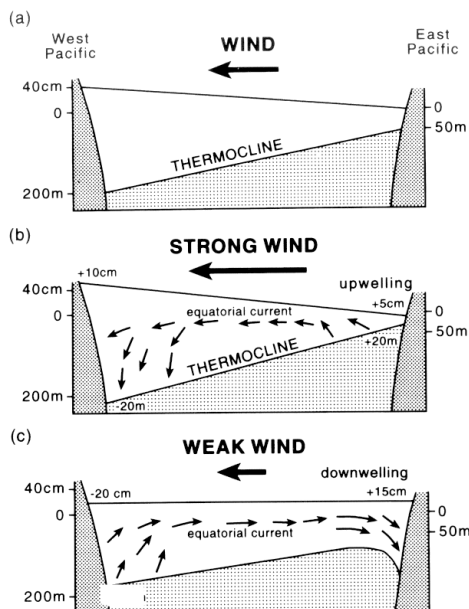 (a)
West
Pacific
WIND
East
Pacific
40cm
0
0
50m
THERMOCLINE
200m
(b)
STRONG WIND
+10cm
upwelling
40cm
+5cm
0
equatorial current
0
50m
+20m
THERMOCLINE
200m
-20m
(c)
WEAK WIND
downwelling
40cm
-20 cm
+15cm
0
0
equatorial current
50m
200m